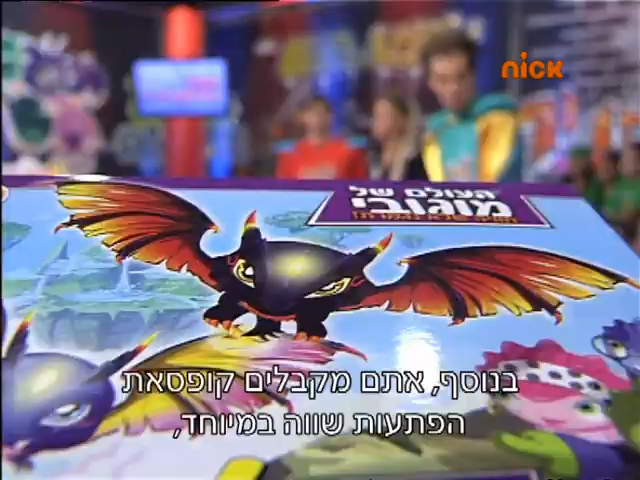 nick
העולם של
מוגובי
בנוסף, אתם מקבלים קופסאת
הפתעות שווה במיוחד,